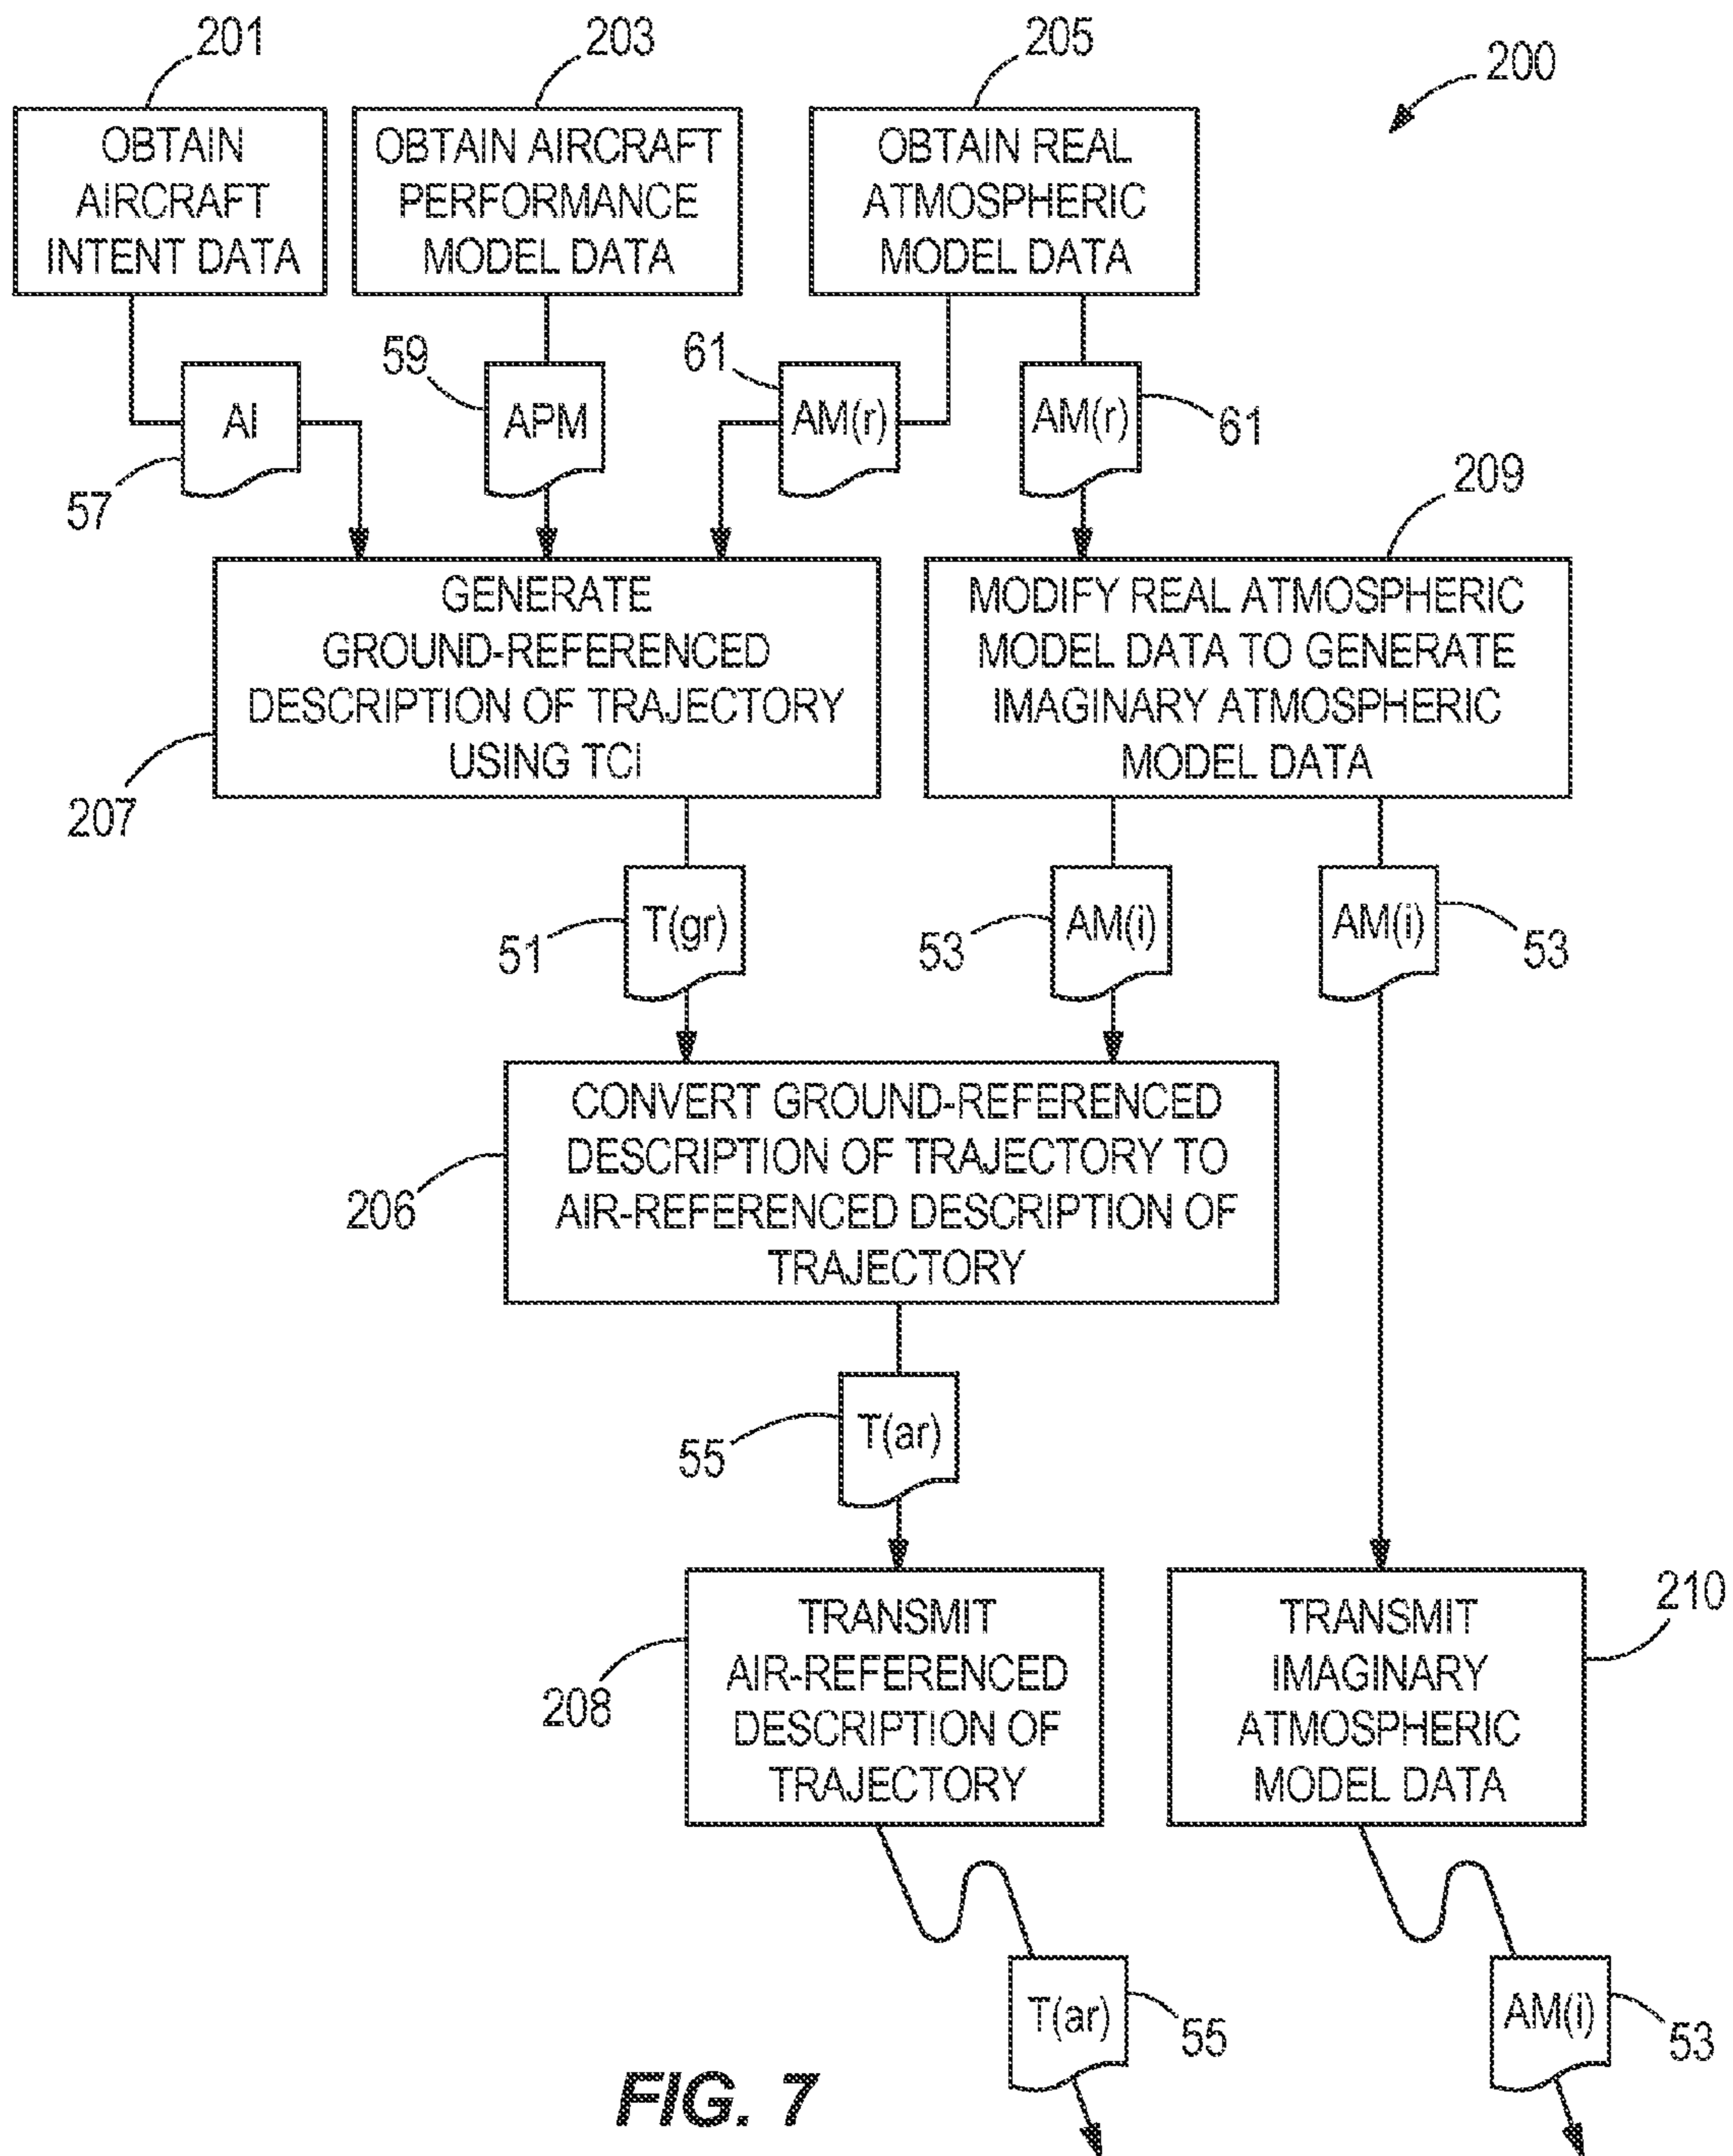 201
203
205
200
OBTAIN
AIRCRAFT
INTENT DATA
OBTAIN AIRCRAFT
PERFORMANCE
MODEL DATA
OBTAIN REAL
ATMOSPHERIC
MODEL DATA
AI
57
59
APM
61
AM(r)
AM(r)
61
209
GENERATE
GROUND-REFERENCED
DESCRIPTION OF TRAJECTORY
USING TCI
207
MODIFY REAL ATMOSPHERIC
MODEL DATA TO GENERATE
IMAGINARY ATMOSPHERIC
MODEL DATA
51
T(gr)
53
AM(i)
AM(i)
53
CONVERT GROUND-REFERENCED
DESCRIPTION OF TRAJECTORY TO
AIR-REFERENCED DESCRIPTION OF
TRAJECTORY
206
55
T(ar)
208
TRANSMIT
AIR-REFERENCED
DESCRIPTION OF
TRAJECTORY
TRANSMIT
IMAGINARY
ATMOSPHERIC
MODEL DATA
210
T(ar)
55
AM(i)
53
FIG. 7